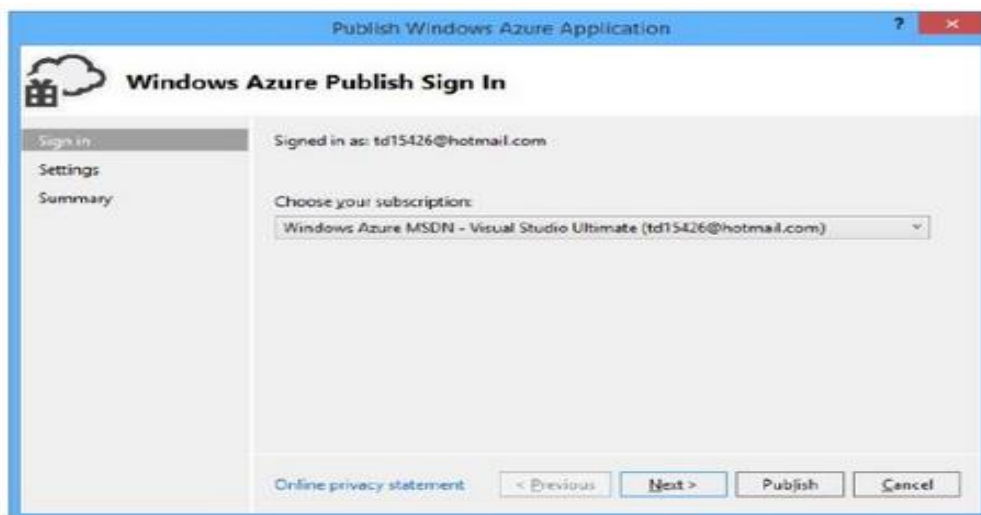 Publish Windows Azure Application
?
Windows Azure Publish Sign In
Sign in
Settings
Summary
Signed in as: td15426@hotmail.com
Choose your subscription:
Windows Azure MSDN - Visual Studio Ultimate (td15426@hotmail.com)
Online privacy statement
< Previous
Next >
Publish
Cancel